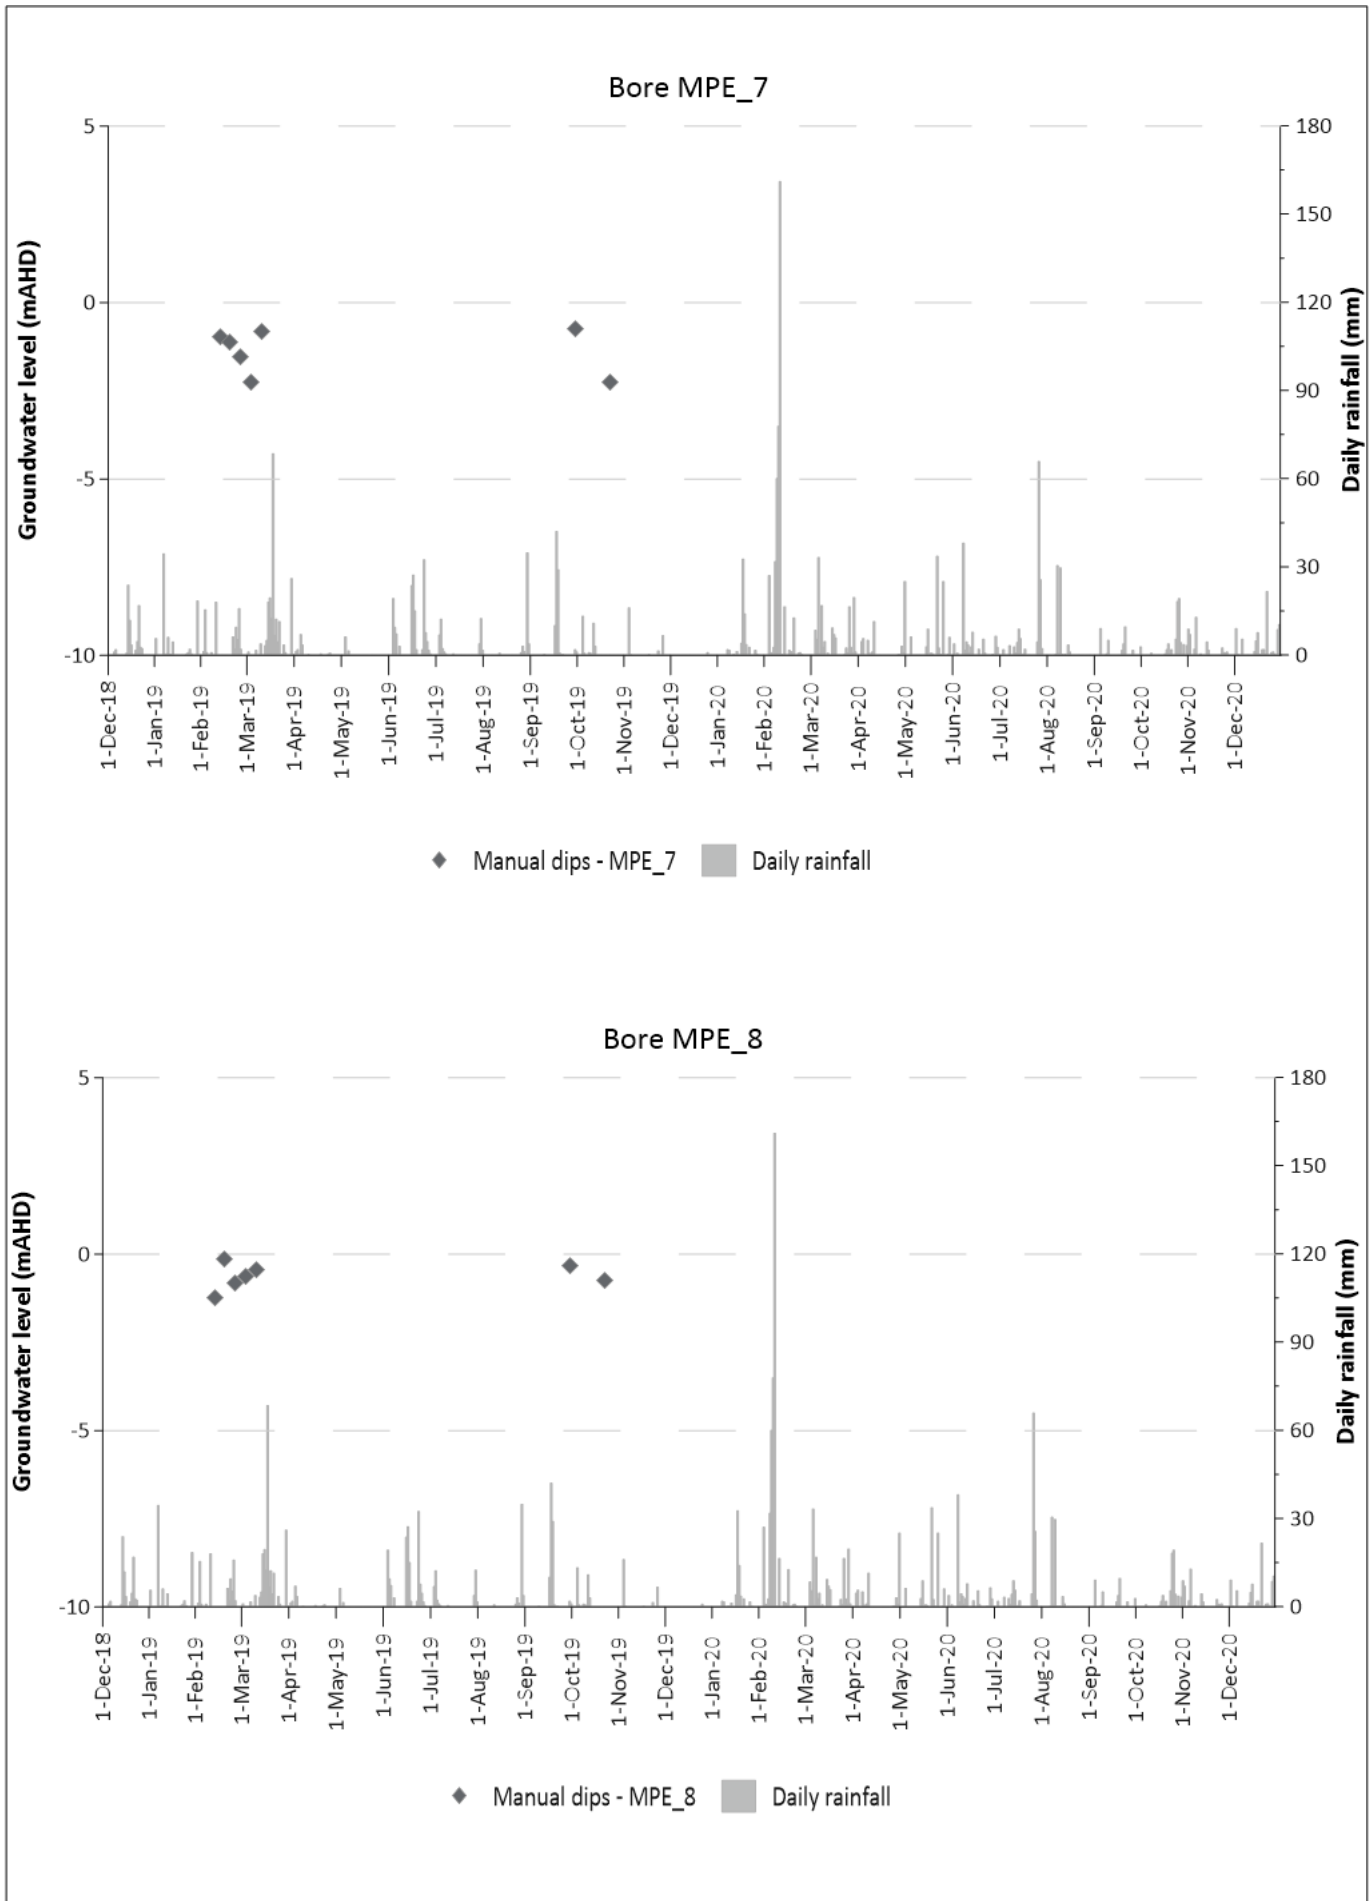 Bore MPE_7
Groundwater level (mAHD)
5
0
-5
-10
180
150
120
90
60
30
0
Daily rainfall (mm)
1-Dec-18
1-Jan-19
1-Feb-19
1-Mar-19
1-Apr-19
1-May-19
1-Jun-19
1-Jul-19
1-Aug-19
1-Sep-19
1-Oct-19
1-Nov-19
1-Dec-19
1-Jan-20
1-Feb-20
1-Mar-20
1-Apr-20
1-May-20
1-Jun-20
1-Jul-20
1-Aug-20
1-Sep-20
1-Oct-20
1-Nov-20
1-Dec-20
Manual dips - MPE_7 Daily rainfall
Bore MPE_8
Groundwater level (mAHD)
5
0
-5
-10
180
150
120
90
60
30
0
Daily rainfall (mm)
1-Dec-18
1-Jan-19
1-Feb-19
1-Mar-19
1-Apr-19
1-May-19
1-Jun-19
1-Jul-19
1-Aug-19
1-Sep-19
1-Oct-19
1-Nov-19
1-Dec-19
1-Jan-20
1-Feb-20
1-Mar-20
1-Apr-20
1-May-20
1-Jun-20
1-Jul-20
1-Aug-20
1-Sep-20
1-Oct-20
1-Nov-20
1-Dec-20
Manual dips - MPE_8 Daily rainfall